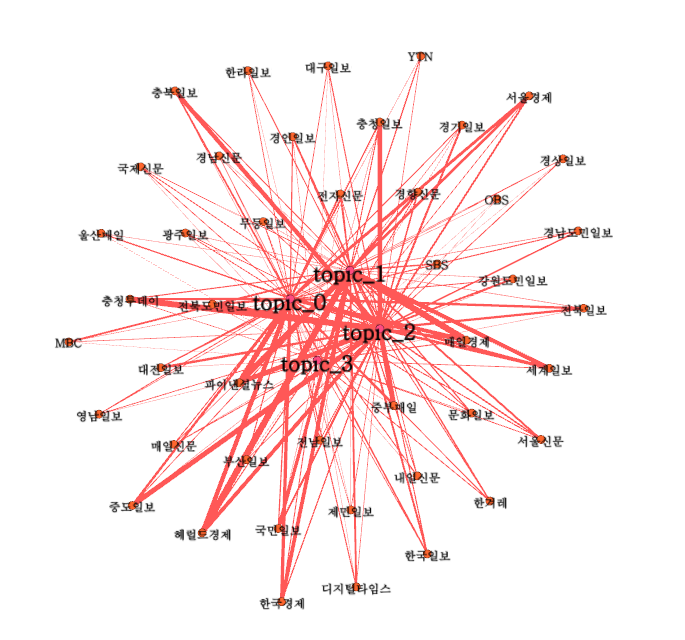 YTN
대구일보
한라일보
충북일보
서울경제
충청일보
경기일보
경인일보
경남신문
경상일보
국제신문
전자신문
경향신문
OBS
무등일보
울산매일
광주일보
경남도민일보
SBS
topic_1
강원도민일보
충청투데이
topic_0
전북도민일보
전북일보
topic_2
MBC
매일경제
topic_3
대전일보
세계일보
파이낸셜뉴스
중부매일
영남일보
문화일보
매일신문
전남일보
서울신문
부산일보
내일신문
중도일보
한겨레
제민일보
헤럴드경제
국민일보
한국일보
디지털타임스
한국경제